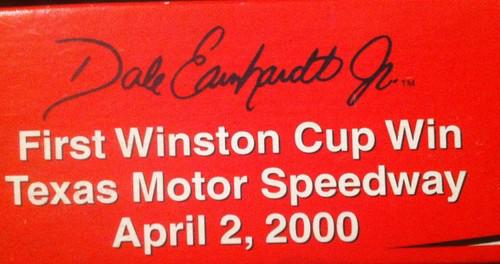 Dale Earnhardt Jr.™
First Winston Cup Win
Texas Motor Speedway
April 2, 2000